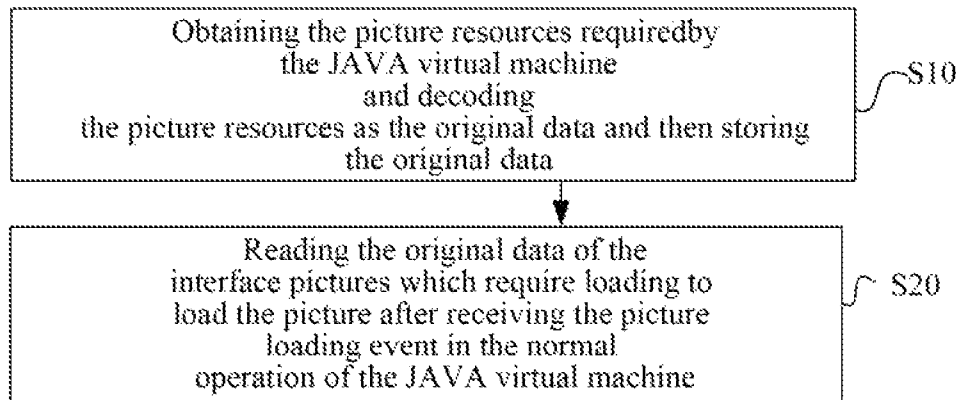 Obtaining the picture resources requiredby
the JAVA virtual machine
and decoding
the picture resources as the original data and then storing
the original data
S10
Reading the original data of the
interface pictures which require loading to
load the picture after receiving the picture
loading event in the normal
operation of the JAVA virtual machine
S20